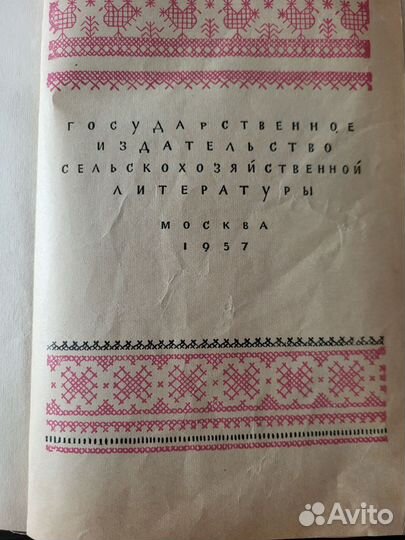 ГОСУДАРСТВЕННОЕ
ИЗДАТЕЛЬСТВО
СЕЛЬСКОХОЗЯЙСТВЕННОЙ
ЛИТЕРАТУРЫ
МОСКВА
1957
Avito